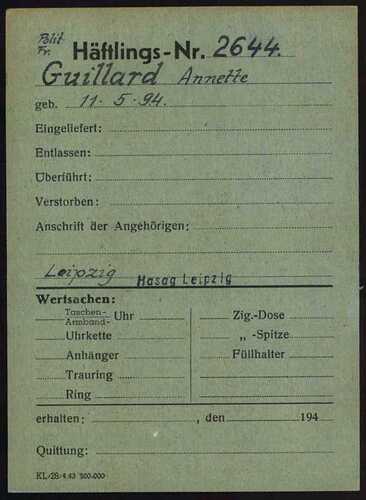 Polit.
Fr. Häftlings-Nr. 2644.
Guillard Annette
geb. 11. 5. 94.
Eingeliefert:
Entlassen:
Überführt:
Verstorben:
Anschrift der Angehörigen:
Leipzig Hasag Leipzig
Wertsachen:
Taschen- Armband- Uhr Zig.-Dose
Uhrkette „ -Spitze
Anhänger Füllhalter
Trauring
Ring
erhalten: , den 194
Quittung:
KL-28-4.43 500.000